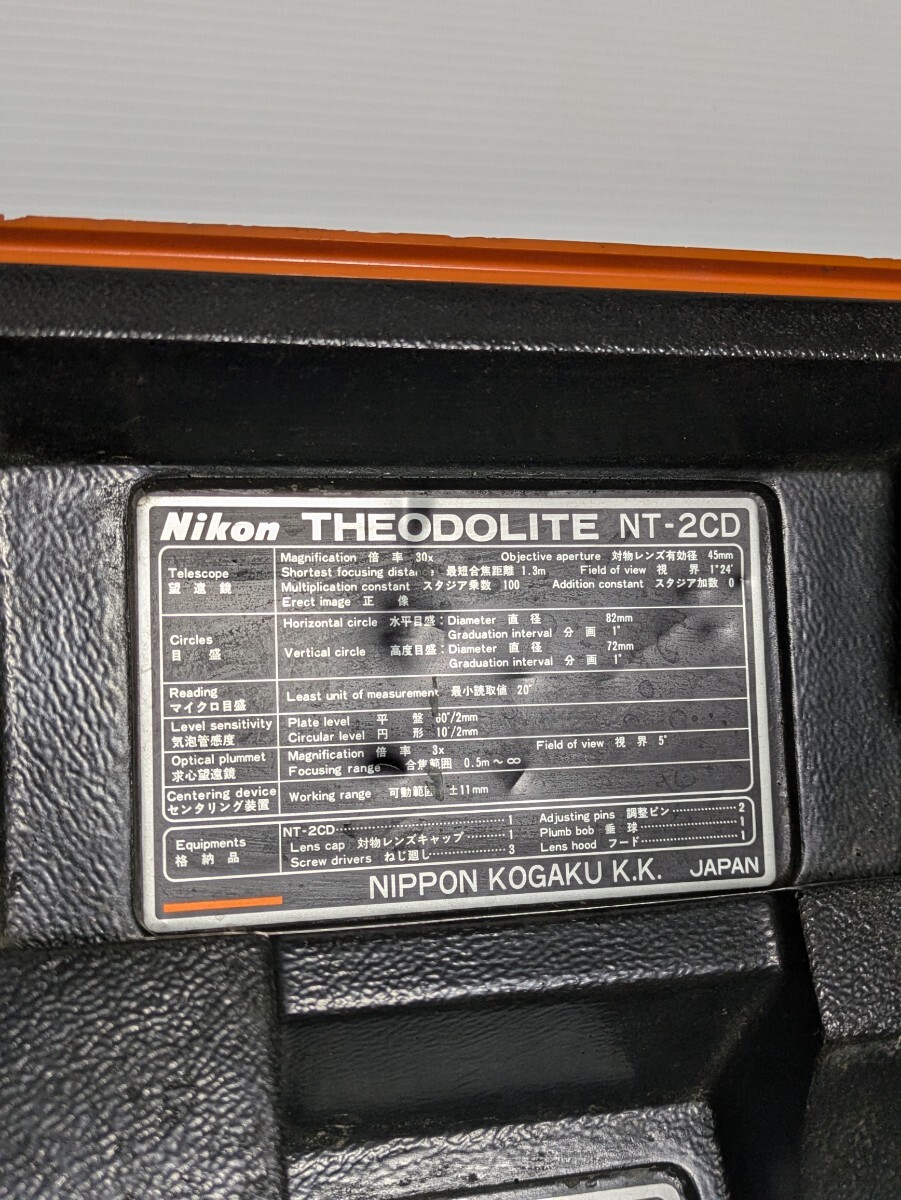 Nikon THEODOLITE NT-2CD
Telescope 望遠鏡
Magnification 倍率 30x Objective aperture 対物レンズ有効径 45mm
Shortest focusing 最短合焦距離 1.3m Field of view 視界 1°24′
Multiplication constant スタジア乗数 100 Addition constant スタジア加数 0
Erect image 正像
Circles 目盛
Horizontal circle 水平目盛: Diameter 直径 82mm
Graduation interval 分画 1°
Vertical circle 高度目盛: Diameter 直径 72mm
Graduation interval 分画 1°
Reading マイクロ目盛
Least unit of measurement 最小読取値 20″
Level sensitivity 気泡管感度
Plate level 平盤 60″/2mm
Circular level 円形 10′/2mm
Optical plummet 求心望遠鏡
Magnification 倍率 3x Field of view 視界 5°
Focusing range 合焦範囲 0.5m～∞
Centering device センタリング装置
Working range 可動範囲 ±11mm
Equipments 格納品
NT-2CD 1 Adjusting pins 調整ピン 2
Lens cap 対物レンズキャップ 1 Plumb bob 垂球 1
Screw drivers ねじ廻し 3 Lens hood フード 1
NIPPON KOGAKU K.K. JAPAN